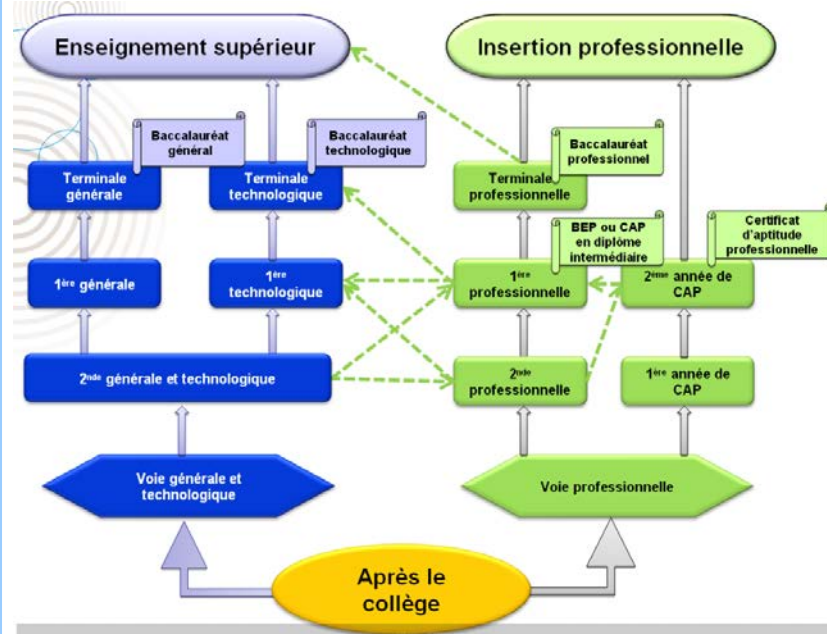 Enseignement supérieur
Insertion professionnelle
Baccalauréat
général
Baccalauréat
technologique
Baccalauréat
professionnel
Terminale
générale
Terminale
technologique
Terminale
professionnelle
BEP ou CAP
en diplôme
intermédiaire
Certificat
d'aptitude
professionnelle
1ère générale
1ère
technologique
1ère
professionnelle
2ème année de
CAP
2nde générale et technologique
2nde
professionnelle
1ère année de
CAP
Voie générale et
technologique
Voie professionnelle
Après le
collège